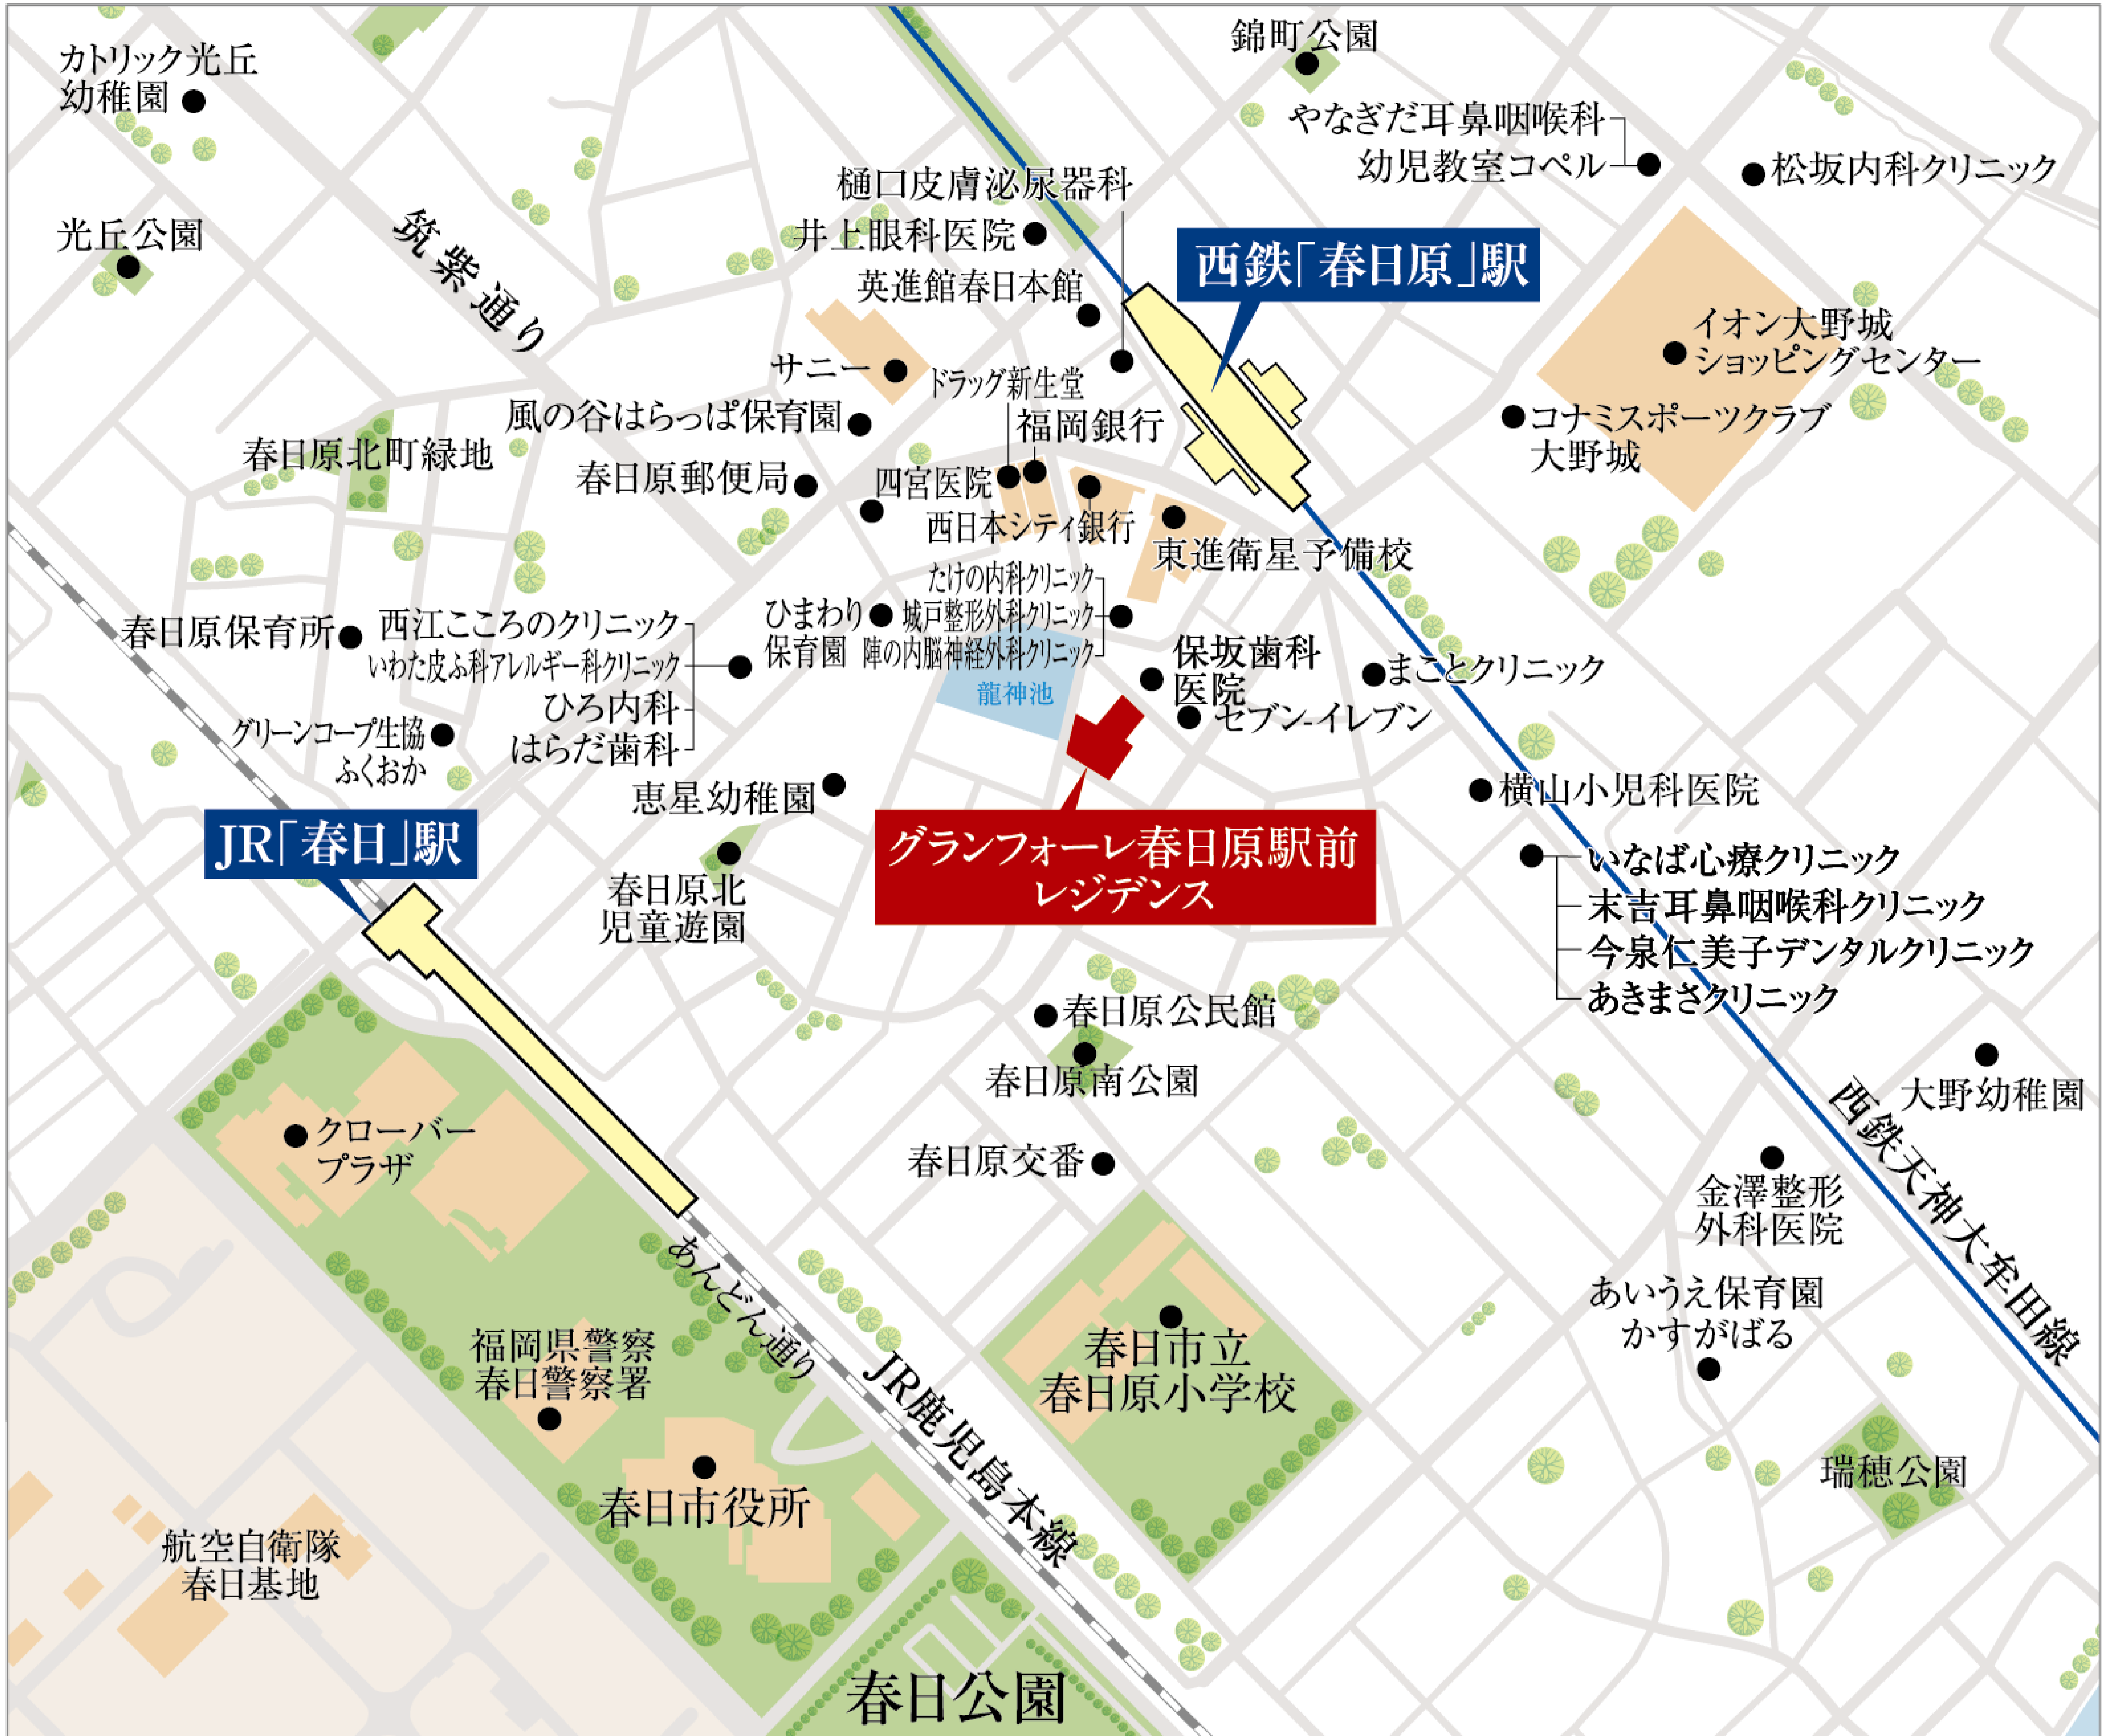 錦町公園
カトリック光丘
幼稚園
やなぎだ耳鼻咽喉科
幼児教室コペル
松坂内科クリニック
樋口皮膚泌尿器科
井上眼科医院
光丘公園
筑紫通り
西鉄「春日原」駅
英進館春日本館
イオン大野城
ショッピングセンター
サニー
ドラッグ新生堂
風の谷はらっぱ保育園
福岡銀行
コナミスポーツクラブ
大野城
春日原北町緑地
春日原郵便局
四宮医院
西日本シティ銀行
東進衛星予備校
たけの内科クリニック
城戸整形外科クリニック
陣の内脳神経外科クリニック
ひまわり
保育園
春日原保育所
西江こころのクリニック
いわた皮ふ科アレルギー科クリニック
ひろ内科
はらだ歯科
保坂歯科
医院
まことクリニック
龍神池
セブン-イレブン
グリーンコープ生協
ふくおか
恵星幼稚園
横山小児科医院
JR「春日」駅
グランフォーレ春日原駅前
レジデンス
春日原北
児童遊園
いなば心療クリニック
末吉耳鼻咽喉科クリニック
今泉仁美子デンタルクリニック
あきまさクリニック
春日原公民館
春日原南公園
大野幼稚園
西鉄天神大牟田線
クローバー
プラザ
春日原交番
金澤整形
外科医院
あんどん通り
あいうえ保育園
かすがばる
福岡県警察
春日警察署
春日市立
春日原小学校
JR鹿児島本線
瑞穂公園
春日市役所
航空自衛隊
春日基地
春日公園